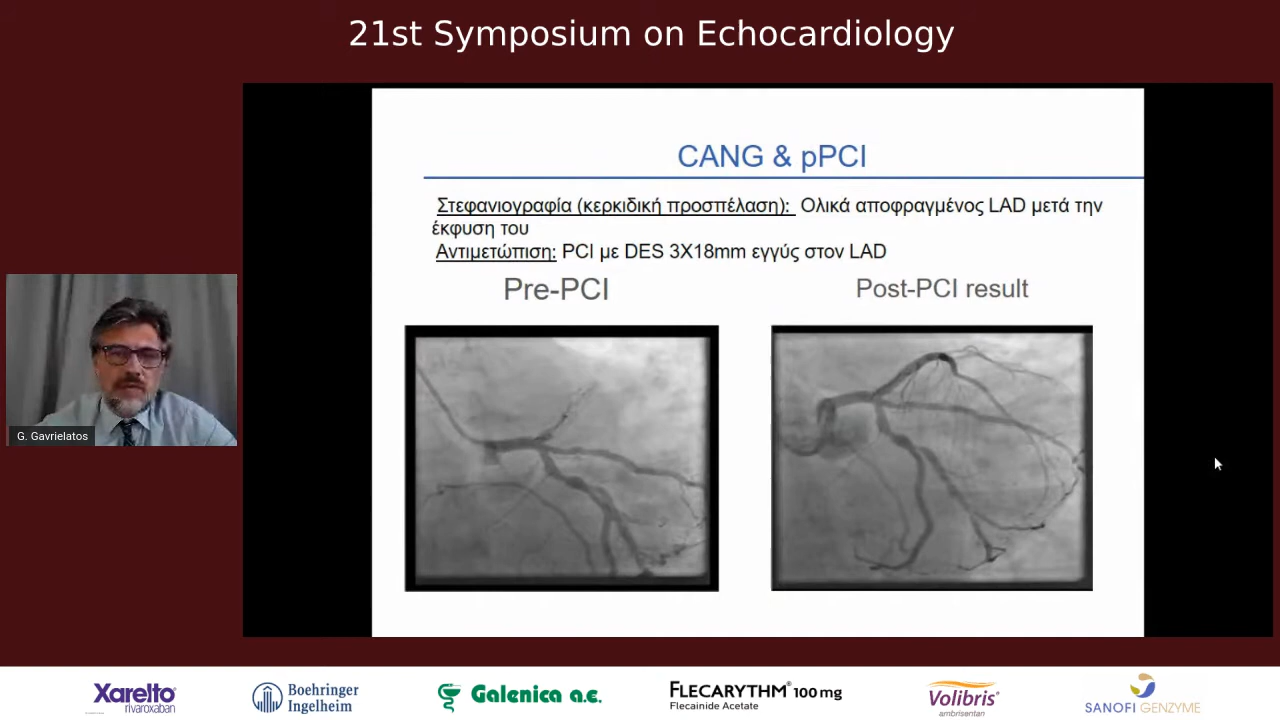 21st Symposium on Echocardiology
CANG & pPCI
Στεφανιογραφία (κερκιδική προσπέλαση): Ολικά αποφραγμένος LAD μετά την
έκφυση του
Αντιμετώπιση: PCI με DES 3X18mm εγγύς στον LAD
Pre-PCI
Post-PCI result
G. Gavrielatos
Xarelto®
rivaroxaban
Boehringer
Ingelheim
Galenica α.ε.
FLECARYTHM® 100 mg
Flecainide Acetate
Volibris®
ambrisentan
SANOFI GENZYME